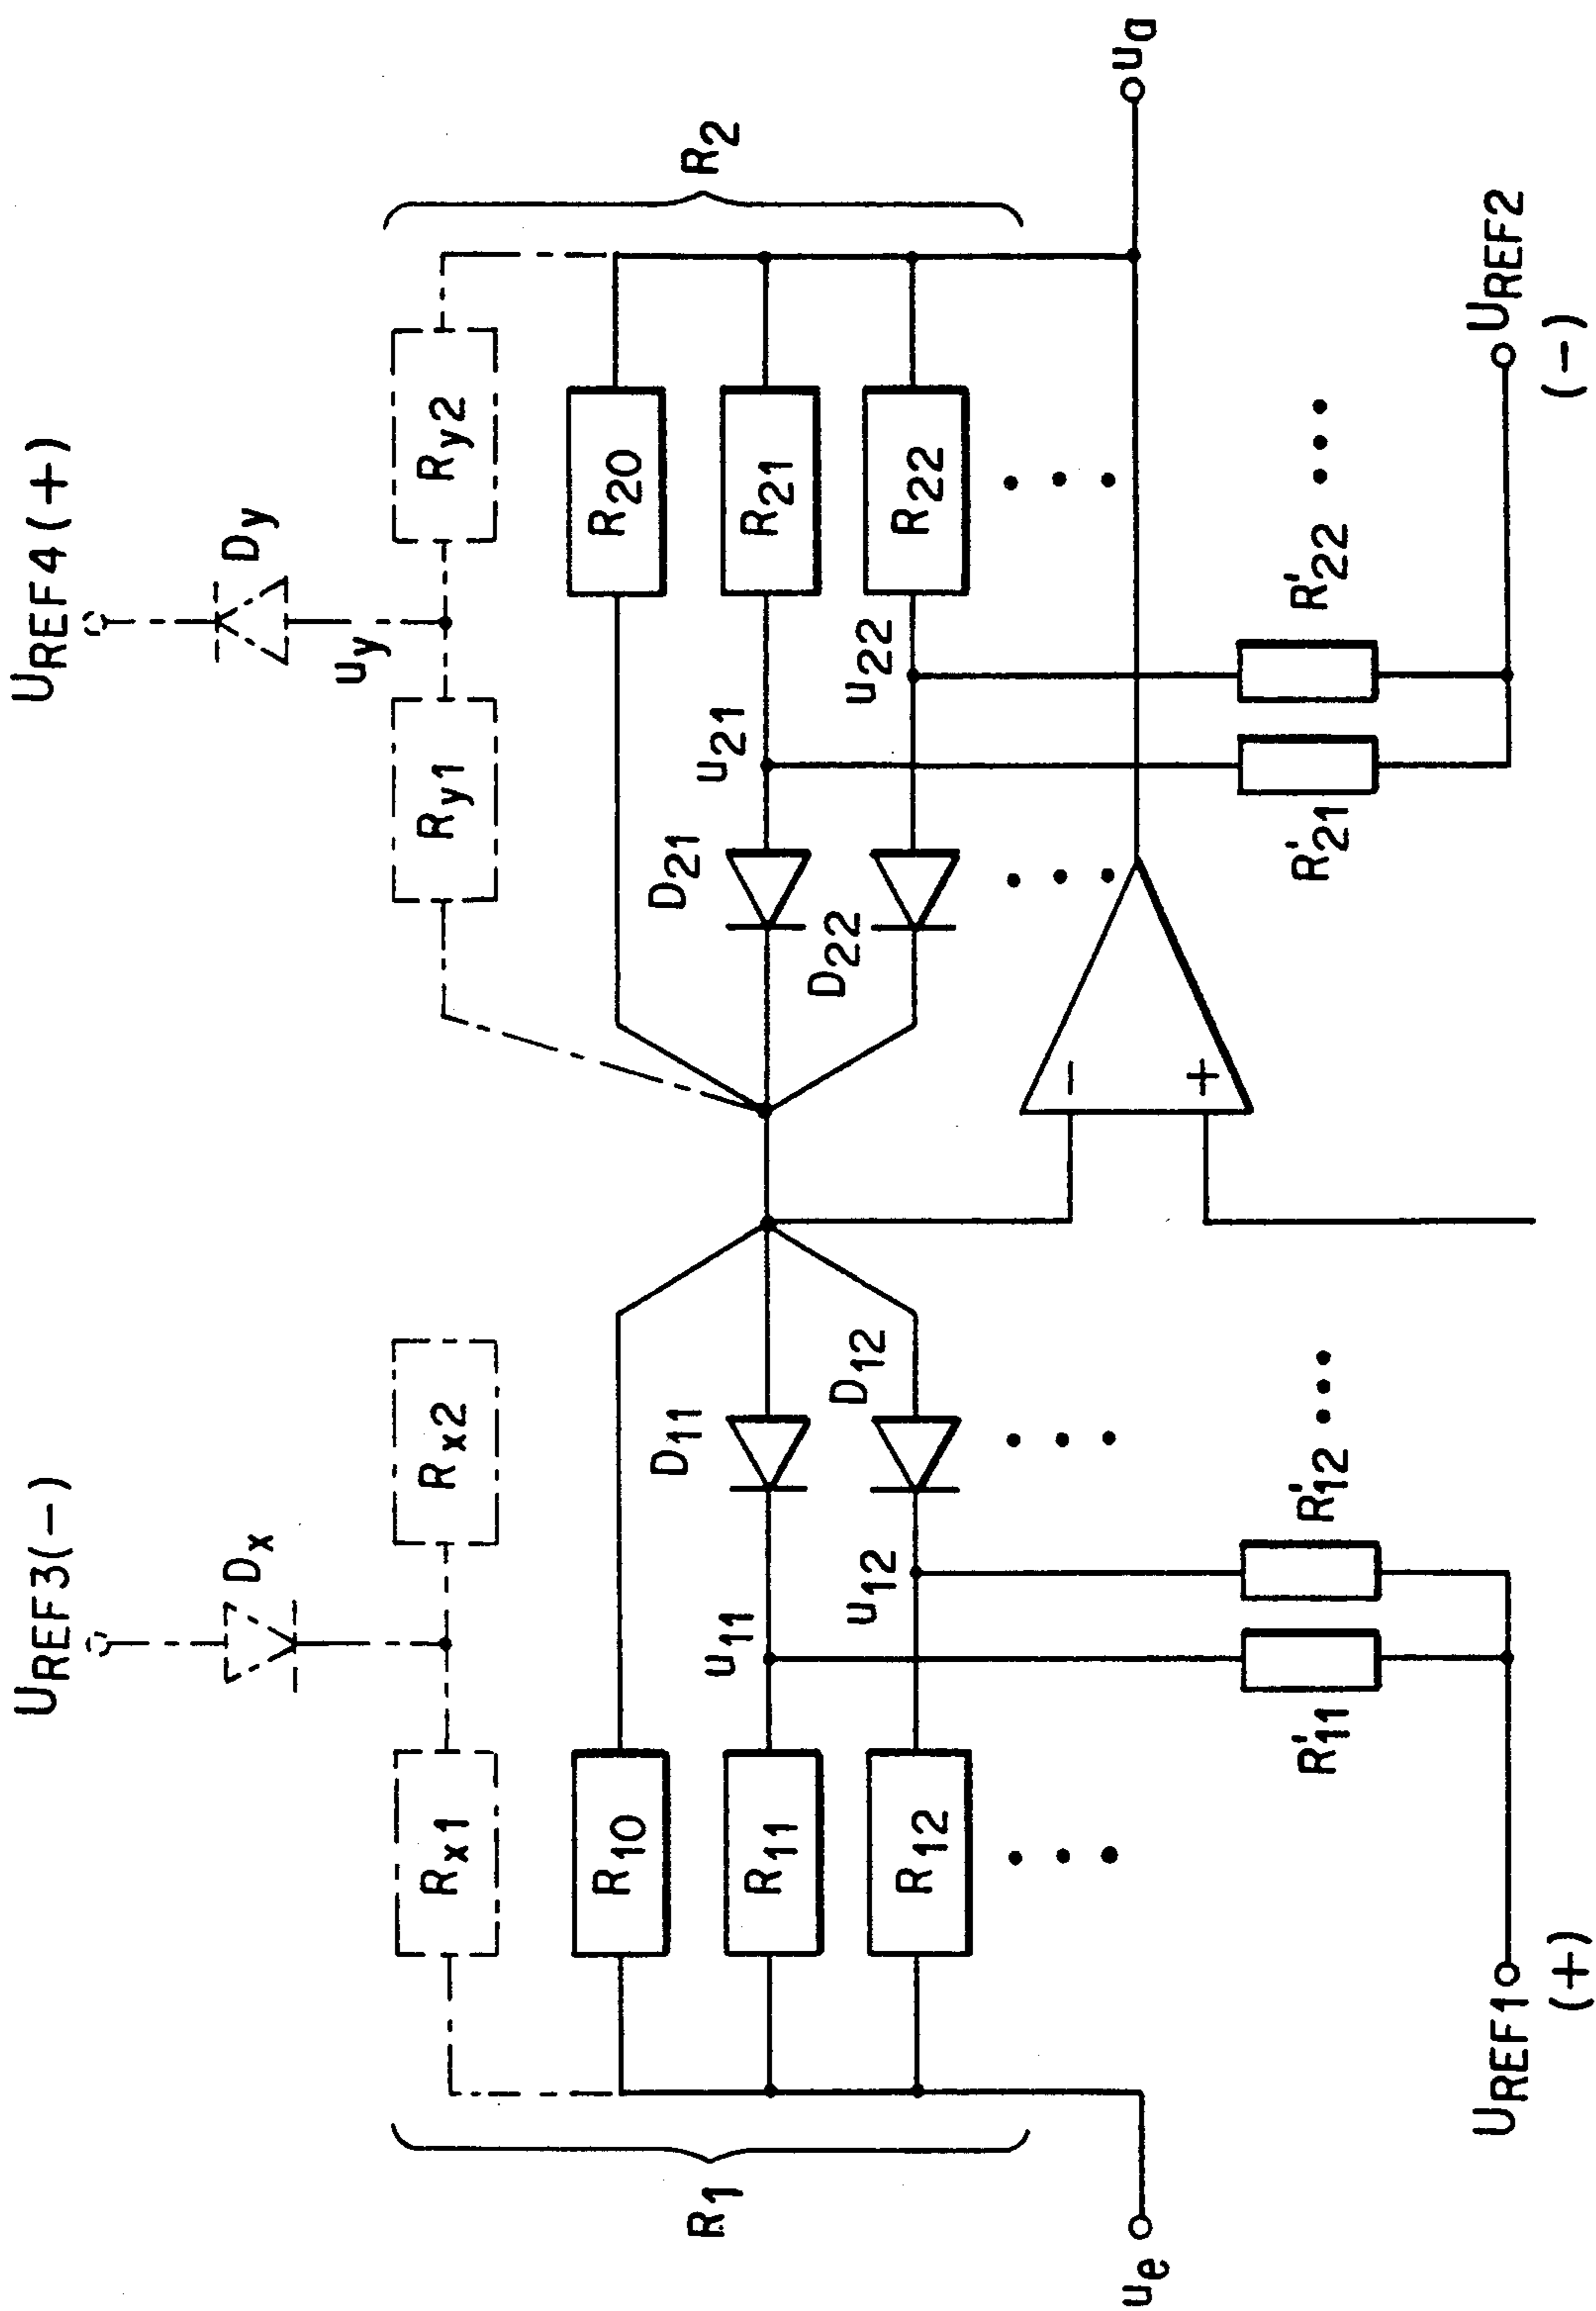 UREF3(-)
UREF4(+)
Dx
Dy
uy
Rx1
Rx2
Ry1
Ry2
R10
R20
R1
R2
R11
u11
D11
D21
u21
R21
R12
u12
D12
D22
u22
R22
-
+
ue
ua
R'11
R'12
R'21
R'22
UREF1
(+)
UREF2
(-)